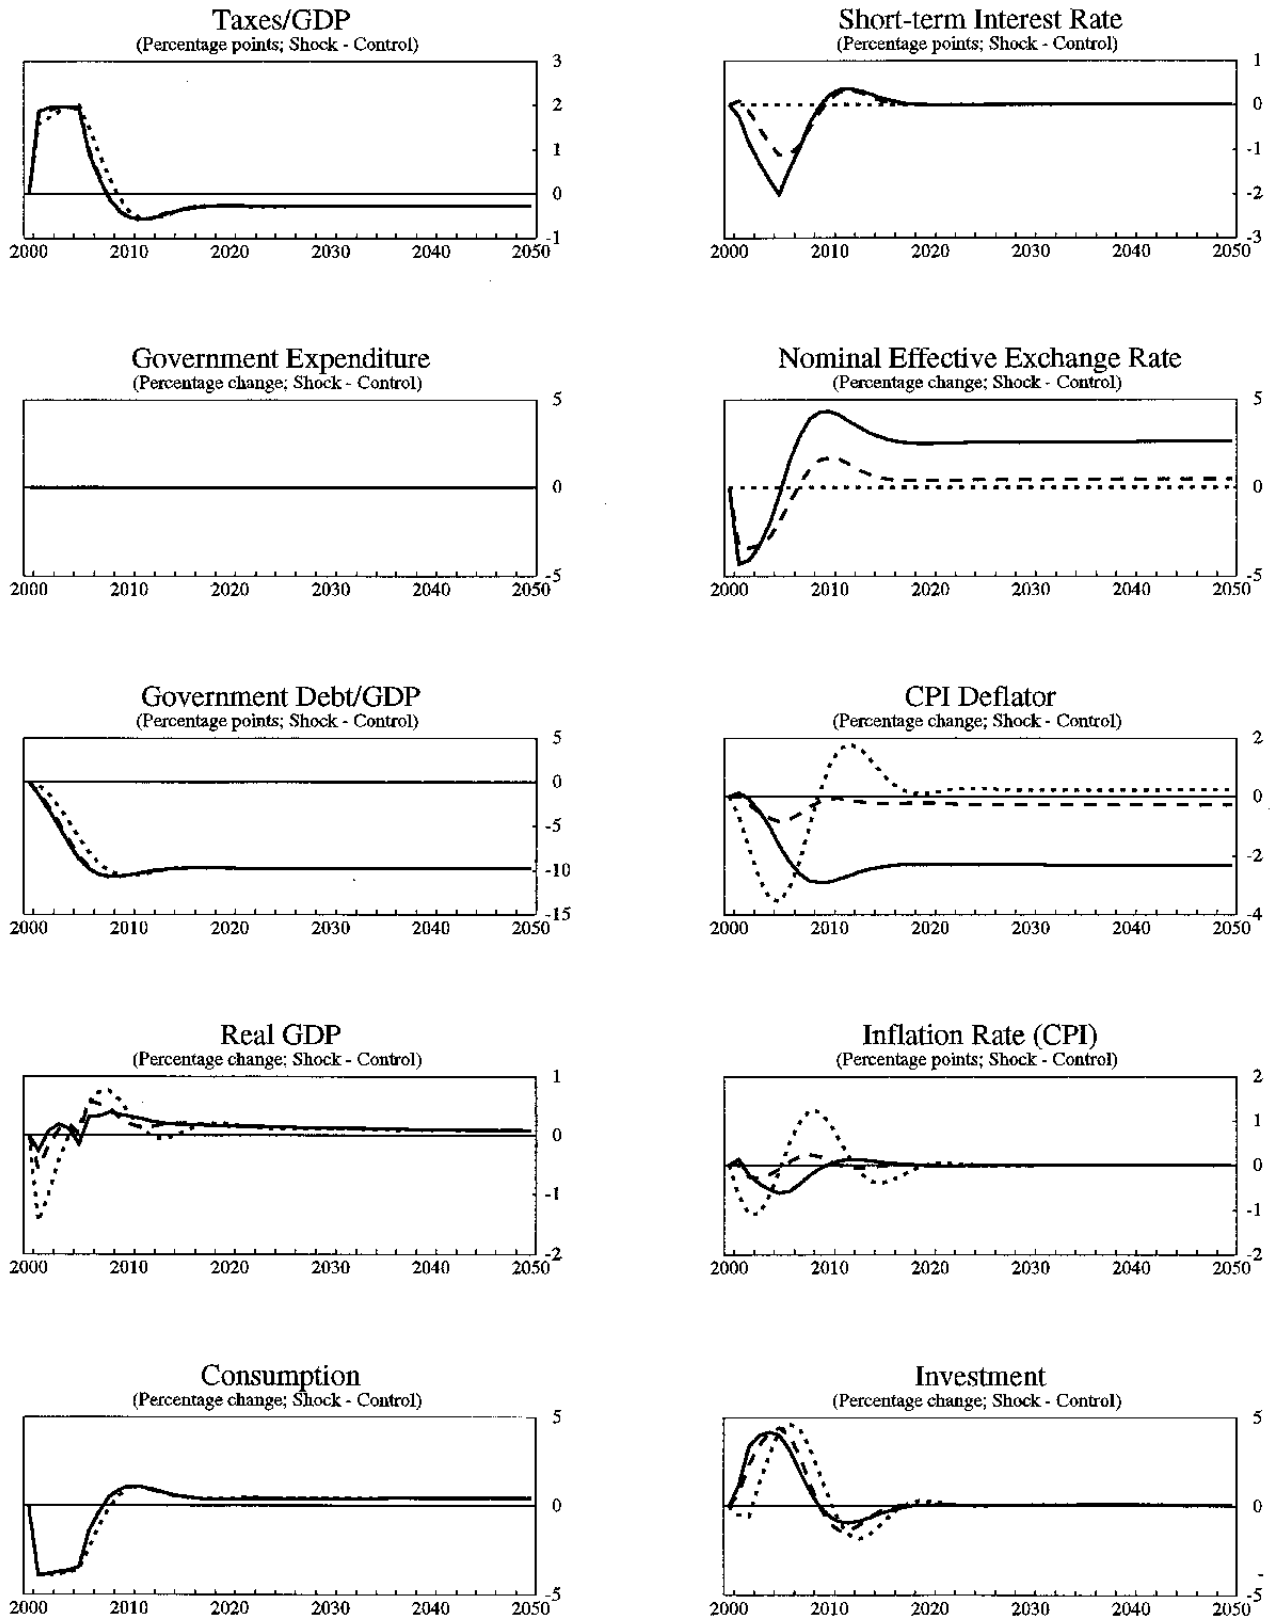 Taxes/GDP
(Percentage points; Shock - Control)
3
2
1
0
-1
2000 2010 2020 2030 2040 2050
Short-term Interest Rate
(Percentage points; Shock - Control)
1
0
-1
-2
-3
2000 2010 2020 2030 2040 2050
Government Expenditure
(Percentage change; Shock - Control)
5
0
-5
2000 2010 2020 2030 2040 2050
Nominal Effective Exchange Rate
(Percentage change; Shock - Control)
5
0
-5
2000 2010 2020 2030 2040 2050
Government Debt/GDP
(Percentage points; Shock - Control)
5
0
-5
-10
-15
2000 2010 2020 2030 2040 2050
CPI Deflator
(Percentage change; Shock - Control)
2
0
-2
-4
2000 2010 2020 2030 2040 2050
Real GDP
(Percentage change; Shock - Control)
1
0
-1
-2
2000 2010 2020 2030 2040 2050
Inflation Rate (CPI)
(Percentage points; Shock - Control)
2
1
0
-1
-2
2000 2010 2020 2030 2040 2050
Consumption
(Percentage change; Shock - Control)
5
0
-5
2000 2010 2020 2030 2040 2050
Investment
(Percentage change; Shock - Control)
5
0
-5
2000 2010 2020 2030 2040 2050